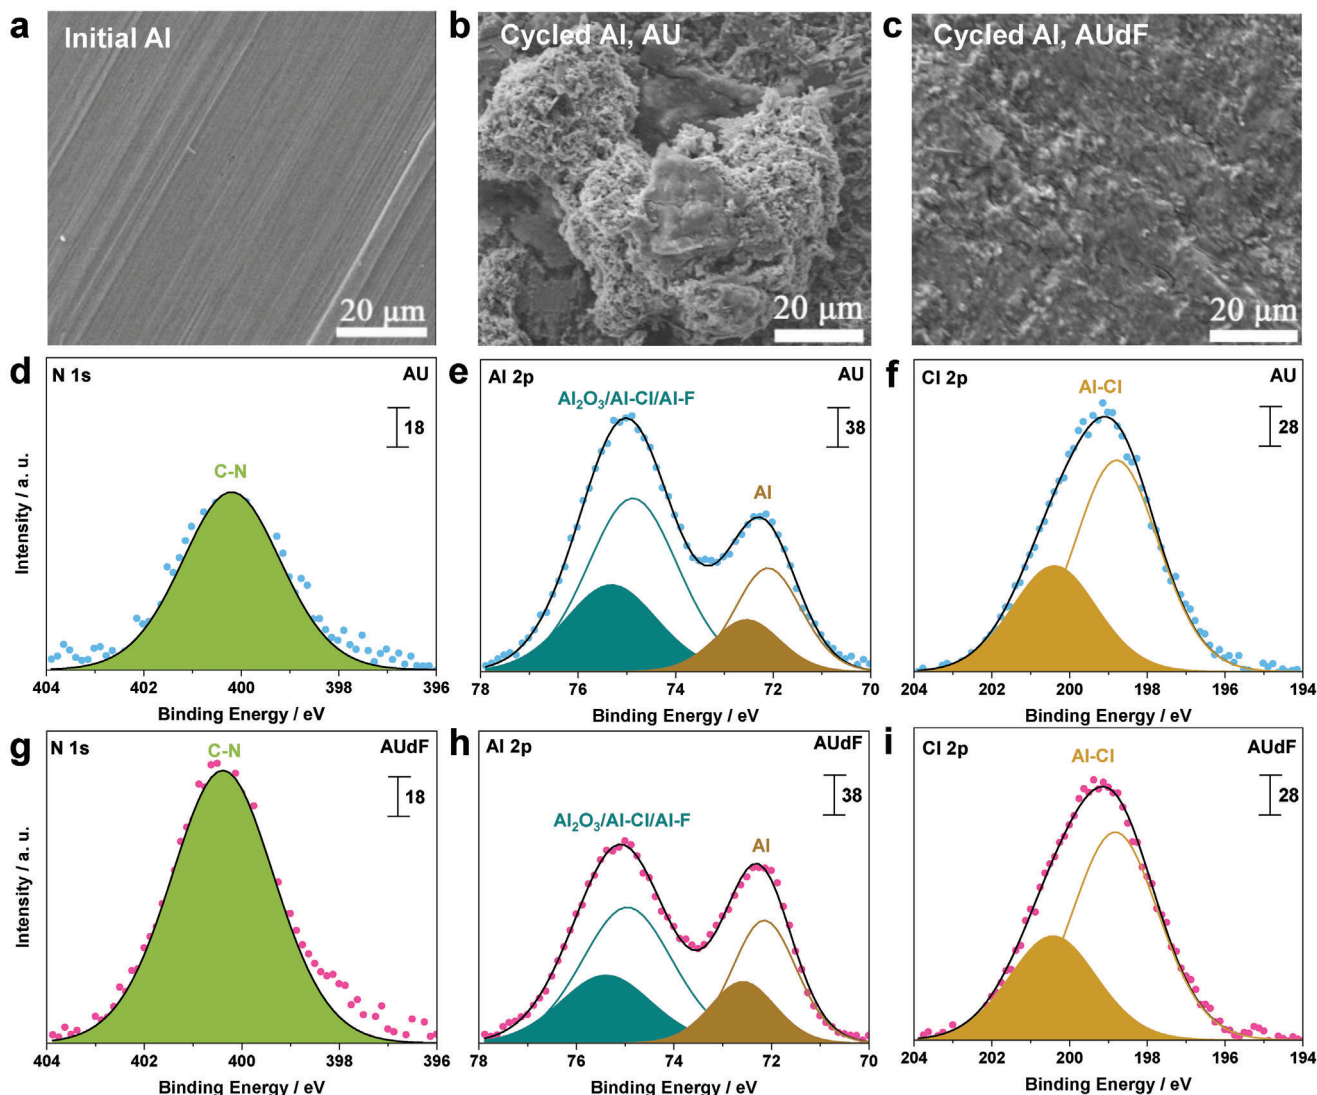 a Initial Al
20 µm
b Cycled Al, AU
20 µm
c Cycled Al, AUdF
20 µm
d N 1s AU
18
C-N
Intensity / a. u.
404 402 400 398 396
Binding Energy / eV
e Al 2p AU
38
Al₂O₃/Al-Cl/Al-F
Al
78 76 74 72 70
Binding Energy / eV
f Cl 2p AU
28
Al-Cl
204 202 200 198 196 194
Binding Energy / eV
g N 1s AUdF
18
C-N
Intensity / a. u.
404 402 400 398 396
Binding Energy / eV
h Al 2p AUdF
38
Al₂O₃/Al-Cl/Al-F
Al
78 76 74 72 70
Binding Energy / eV
i Cl 2p AUdF
28
Al-Cl
204 202 200 198 196 194
Binding Energy / eV